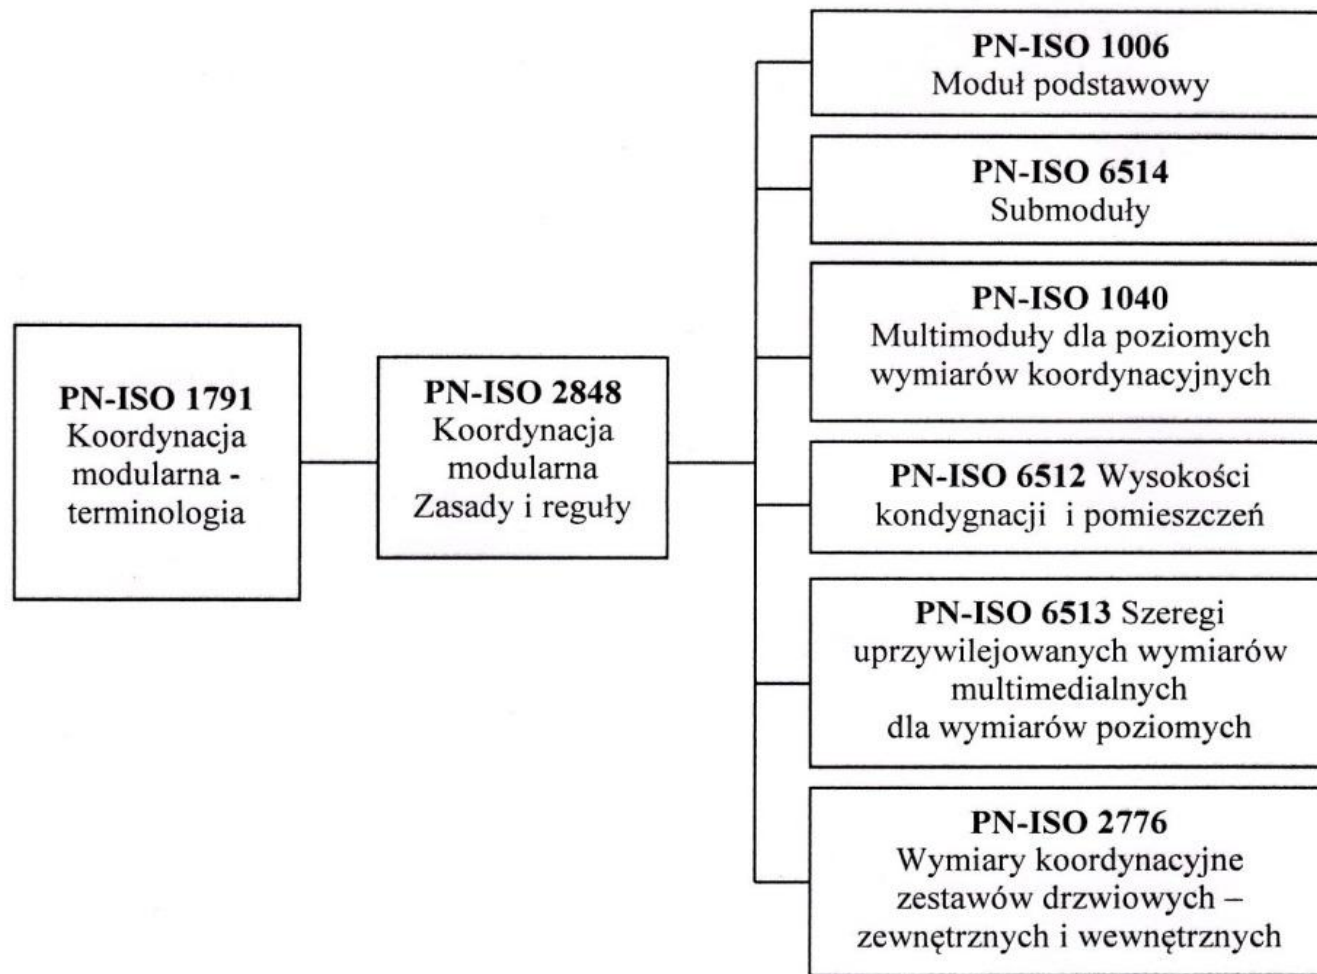 PN-ISO 1791
Koordynacja
modularna -
terminologia
PN-ISO 2848
Koordynacja
modularna
Zasady i reguły
PN-ISO 1006
Moduł podstawowy
PN-ISO 6514
Submoduły
PN-ISO 1040
Multimoduły dla poziomych
wymiarów koordynacyjnych
PN-ISO 6512 Wysokości
kondygnacji i pomieszczeń
PN-ISO 6513 Szeregi
uprzywilejowanych wymiarów
multimedialnych
dla wymiarów poziomych
PN-ISO 2776
Wymiary koordynacyjne
zestawów drzwiowych –
zewnętrznych i wewnętrznych